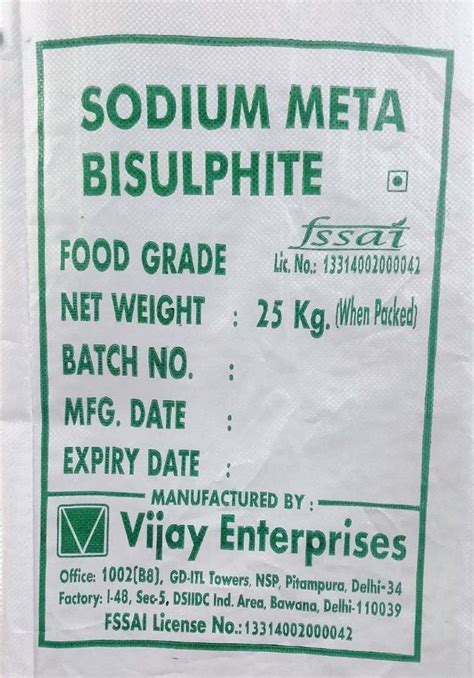 SODIUM META
BISULPHITE
fssai
FOOD GRADE
Lic. No.: 13314002000042
NET WEIGHT : 25 Kg. (When Packed)
BATCH NO. :
MFG. DATE :
EXPIRY DATE :
MANUFACTURED BY :
Vijay Enterprises
Office: 1002(B8), GD-ITL Towers, NSP, Pitampura, Delhi-34
Factory: I-48, Sec-5, DSIIDC Ind. Area, Bawana, Delhi-110039
FSSAI License No.:13314002000042